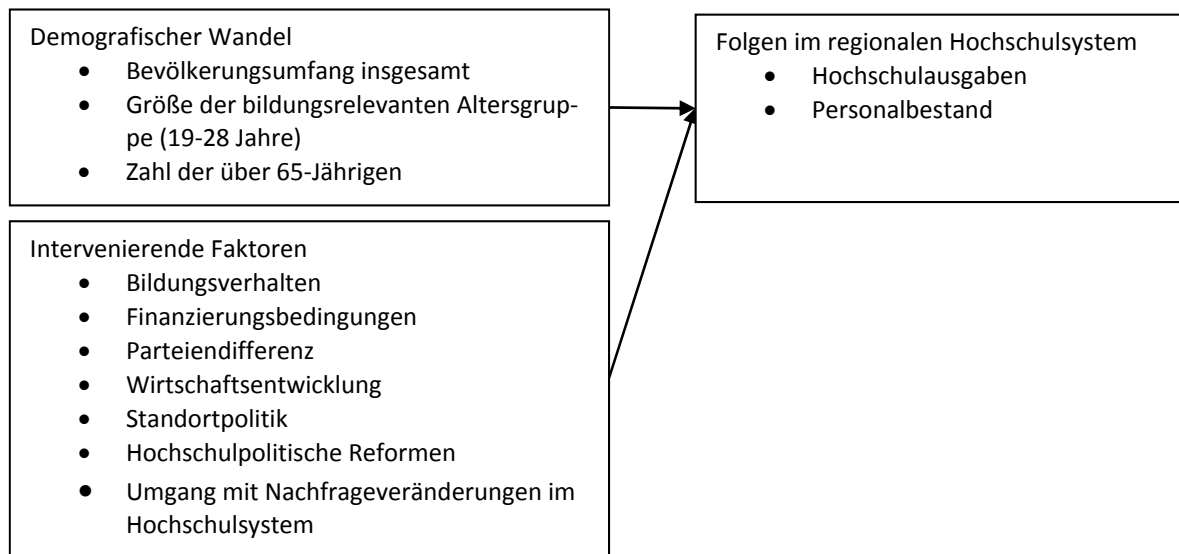 Demografischer Wandel
• Bevölkerungsumfang insgesamt
• Größe der bildungsrelevanten Altersgrup-
pe (19-28 Jahre)
• Zahl der über 65-Jährigen
Intervenierende Faktoren
• Bildungsverhalten
• Finanzierungsbedingungen
• Parteiendifferenz
• Wirtschaftsentwicklung
• Standortpolitik
• Hochschulpolitische Reformen
• Umgang mit Nachfrageveränderungen im
Hochschulsystem
Folgen im regionalen Hochschulsystem
• Hochschulausgaben
• Personalbestand